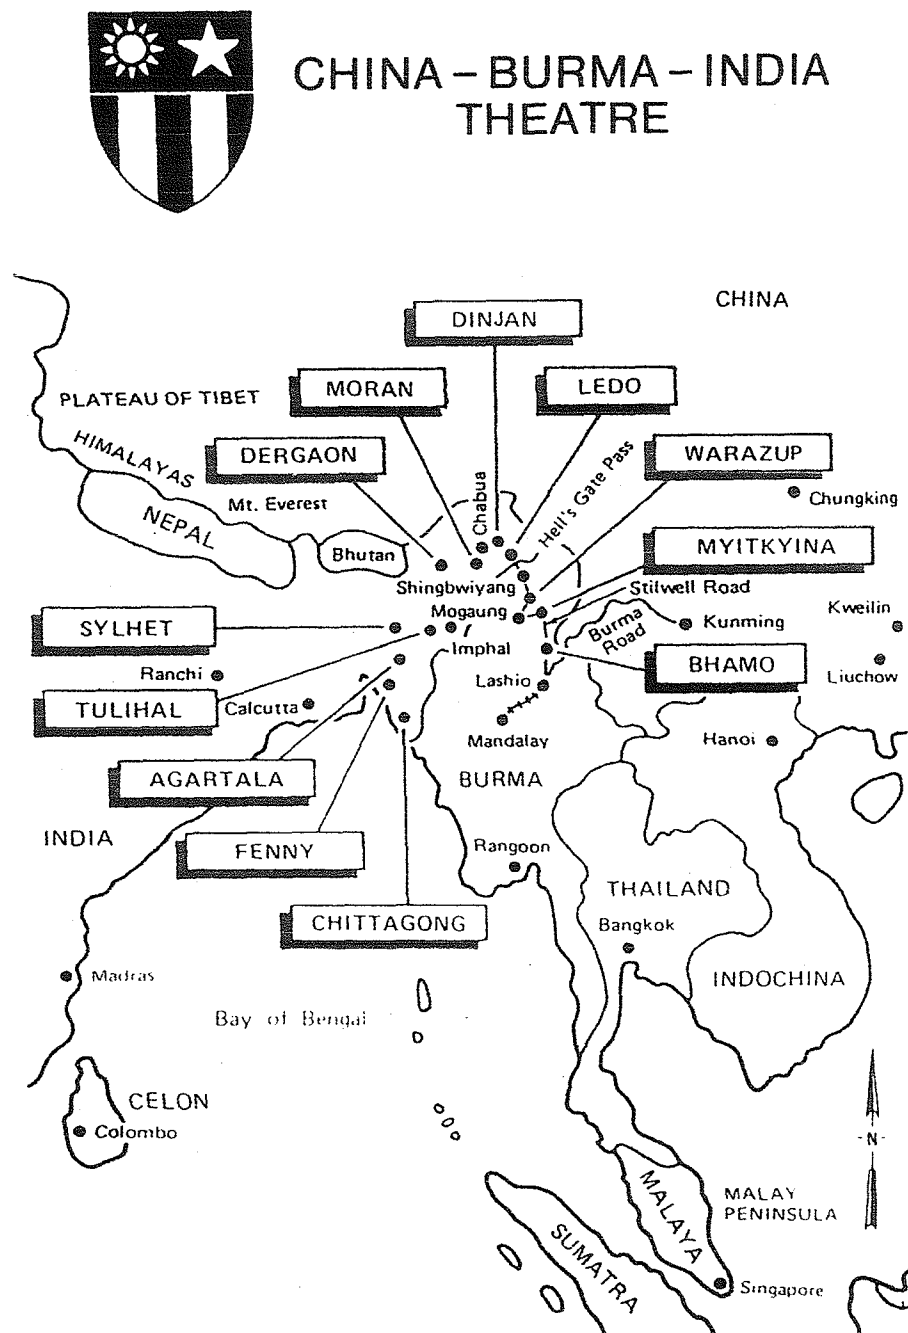 CHINA – BURMA – INDIA
THEATRE
CHINA
DINJAN
MORAN
LEDO
PLATEAU OF TIBET
HIMALAYAS
DERGAON
WARAZUP
Hell's Gate Pass
Chabua
Chungking
Mt. Everest
NEPAL
Bhutan
MYITKYINA
Shingbwiyang
Stilwell Road
Mogaung
Kweilin
SYLHET
Burma
Road
Kunming
Imphal
BHAMO
Ranchi
Liuchow
Lashio
TULIHAL
Calcutta
Mandalay
Hanoi
AGARTALA
BURMA
INDIA
FENNY
Rangoon
THAILAND
CHITTAGONG
Bangkok
Madras
INDOCHINA
Bay of Bengal
CELON
Colombo
-N-
MALAYA
MALAY
PENINSULA
SUMATRA
Singapore